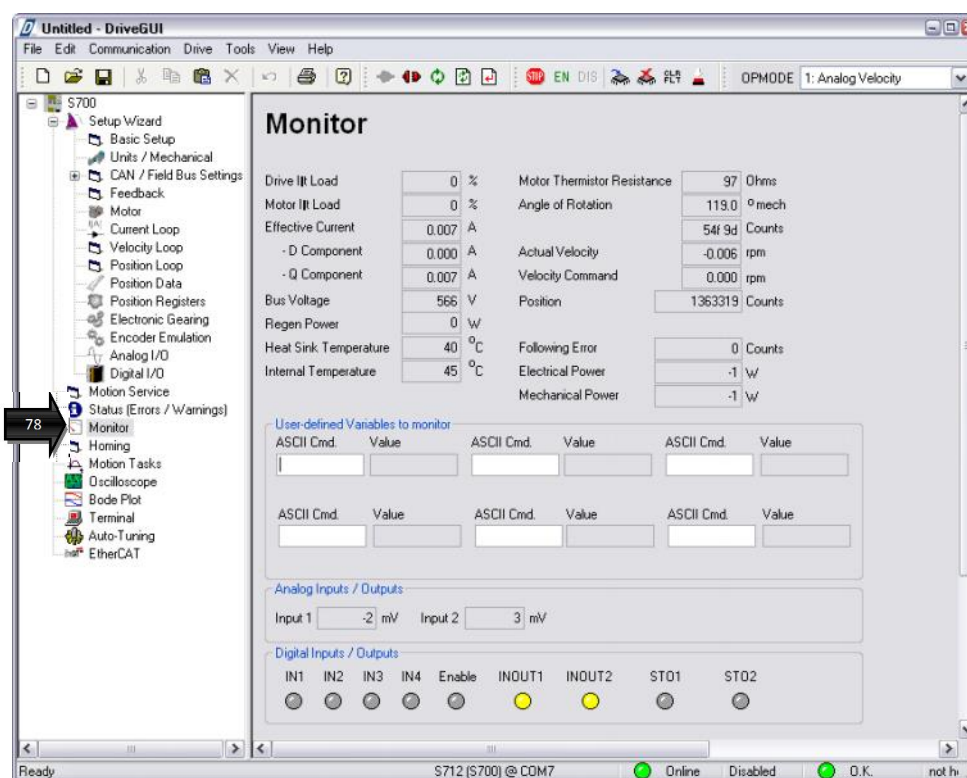 Untitled - DriveGUI
File Edit Communication Drive Tools View Help
STOP EN DIS OPMODE 1: Analog Velocity
S700
Setup Wizard
Basic Setup
Units / Mechanical
CAN / Field Bus Settings
Feedback
Motor
Current Loop
Velocity Loop
Position Loop
Position Data
Position Registers
Electronic Gearing
Encoder Emulation
Analog I/O
Digital I/O
Motion Service
Status (Errors / Warnings)
78
Monitor
Homing
Motion Tasks
Oscilloscope
Bode Plot
Terminal
Auto-Tuning
EtherCAT
Monitor
Drive I²t Load 0 % Motor Thermistor Resistance 97 Ohms
Motor I²t Load 0 % Angle of Rotation 119.0 ° mech
Effective Current 0.007 A 54f 9d Counts
- D Component 0.000 A Actual Velocity -0.006 rpm
- Q Component 0.007 A Velocity Command 0.000 rpm
Bus Voltage 566 V Position 1363319 Counts
Regen Power 0 W
Heat Sink Temperature 40 °C Following Error 0 Counts
Internal Temperature 45 °C Electrical Power -1 W
Mechanical Power -1 W
User-defined Variables to monitor
ASCII Cmd. Value ASCII Cmd. Value ASCII Cmd. Value
ASCII Cmd. Value ASCII Cmd. Value ASCII Cmd. Value
Analog Inputs / Outputs
Input 1 -2 mV Input 2 3 mV
Digital Inputs / Outputs
IN1 IN2 IN3 IN4 Enable INOUT1 INOUT2 STO1 STO2
Ready S712 (S700) @ COM7 Online Disabled O.K. not h